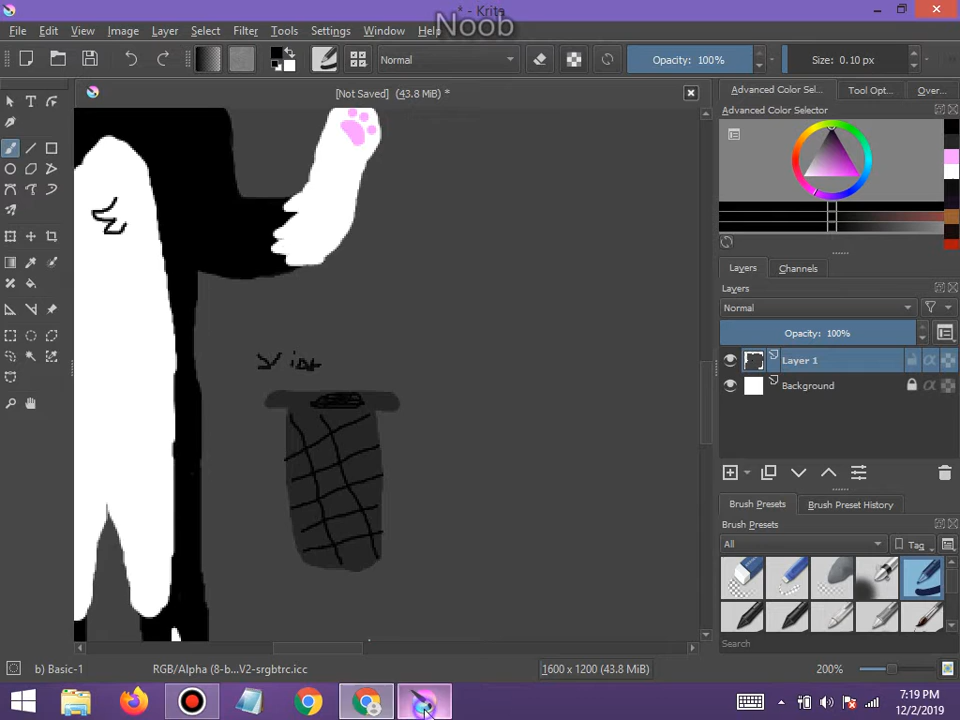 * - Krita
Noob
File Edit View Image Layer Select Filter Tools Settings Window Help
Normal Opacity: 100% Size: 0.10 px
[Not Saved] (43.8 MiB) *
Advanced Color Sel... Tool Opt... Over...
Advanced Color Selector
Layers Channels
Layers
Normal
Opacity: 100%
Layer 1
Background
Brush Presets Brush Preset History
Brush Presets
All Tag
Search
b) Basic-1 RGB/Alpha (8-b...V2-srgbtrc.icc 1600 x 1200 (43.8 MiB) 200%
7:19 PM
12/2/2019